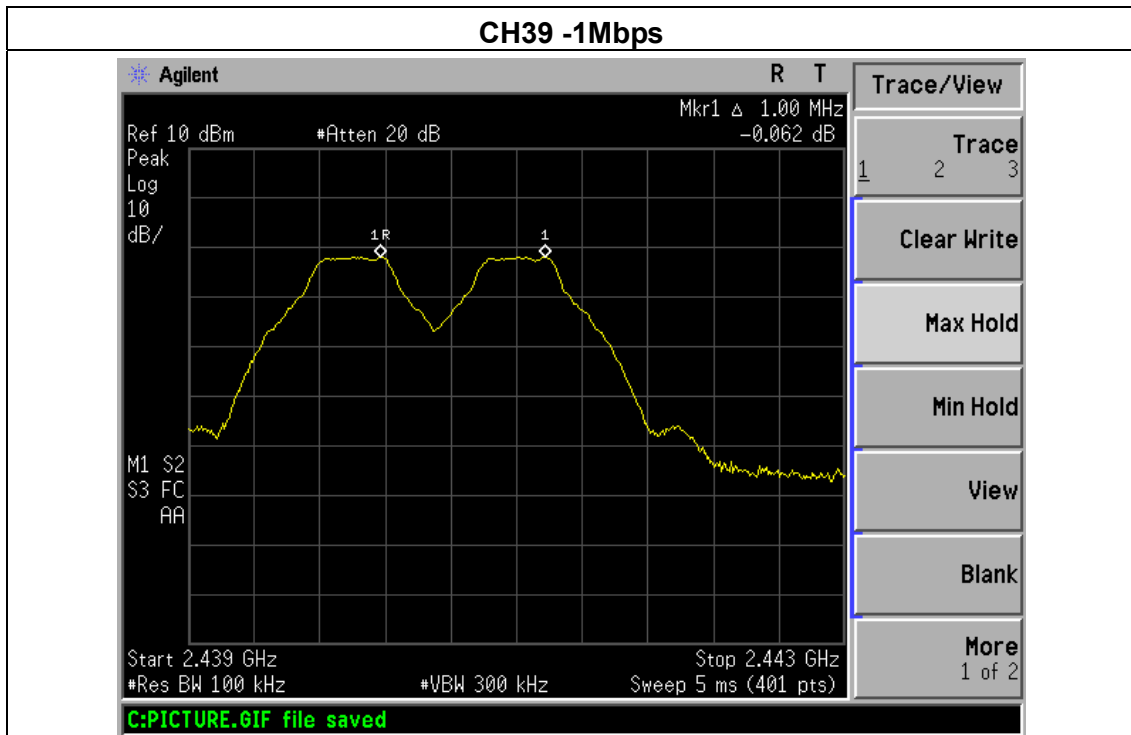 CH39 -1Mbps
Agilent R T
Trace/View
Mkr1 Δ 1.00 MHz
Ref 10 dBm #Atten 20 dB -0.062 dB
Peak
Log
10
dB/
1R 1
M1 S2
S3 FC
AA
Start 2.439 GHz Stop 2.443 GHz
#Res BW 100 kHz #VBW 300 kHz Sweep 5 ms (401 pts)
C:PICTURE.GIF file saved
Trace
1 2 3
Clear Write
Max Hold
Min Hold
View
Blank
More
1 of 2